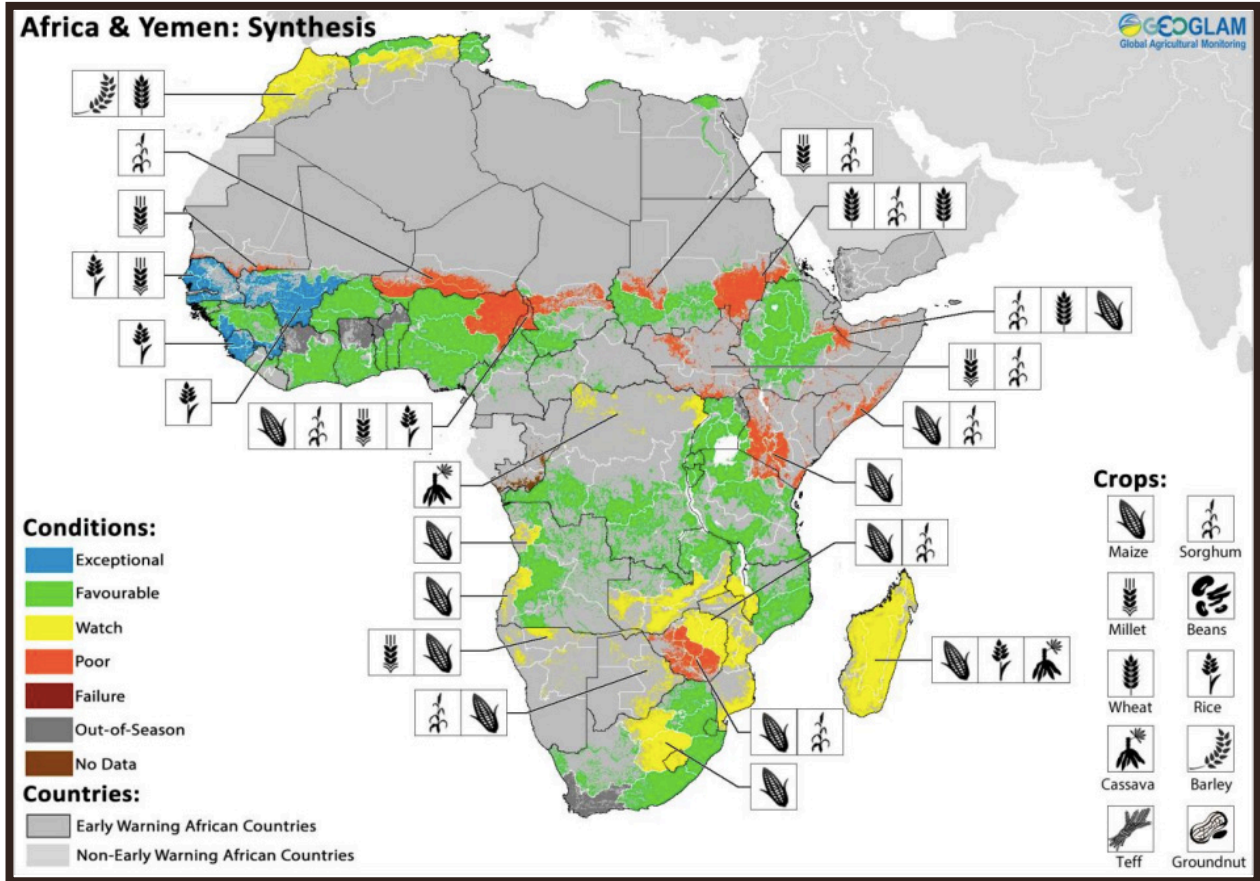 Africa & Yemen: Synthesis
GEOGLAM
Global Agricultural Monitoring
Conditions:
Exceptional
Favourable
Watch
Poor
Failure
Out-of-Season
No Data
Countries:
Early Warning African Countries
Non-Early Warning African Countries
Crops:
Maize
Sorghum
Millet
Beans
Wheat
Rice
Cassava
Barley
Teff
Groundnut